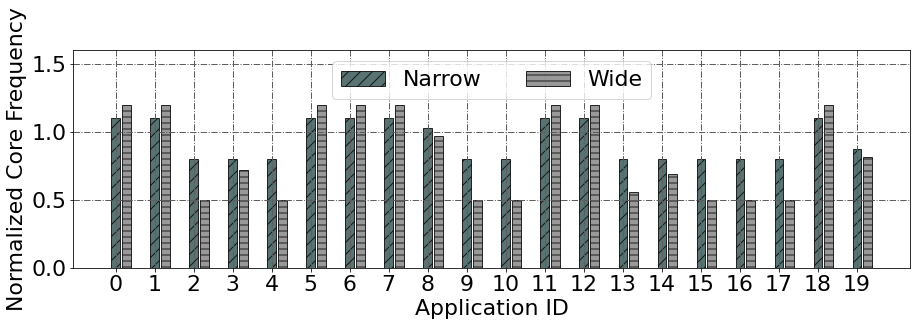 Normalized Core Frequency
1.5
1.0
0.5
0.0
Narrow Wide
0 1 2 3 4 5 6 7 8 9 10 11 12 13 14 15 16 17 18 19
Application ID